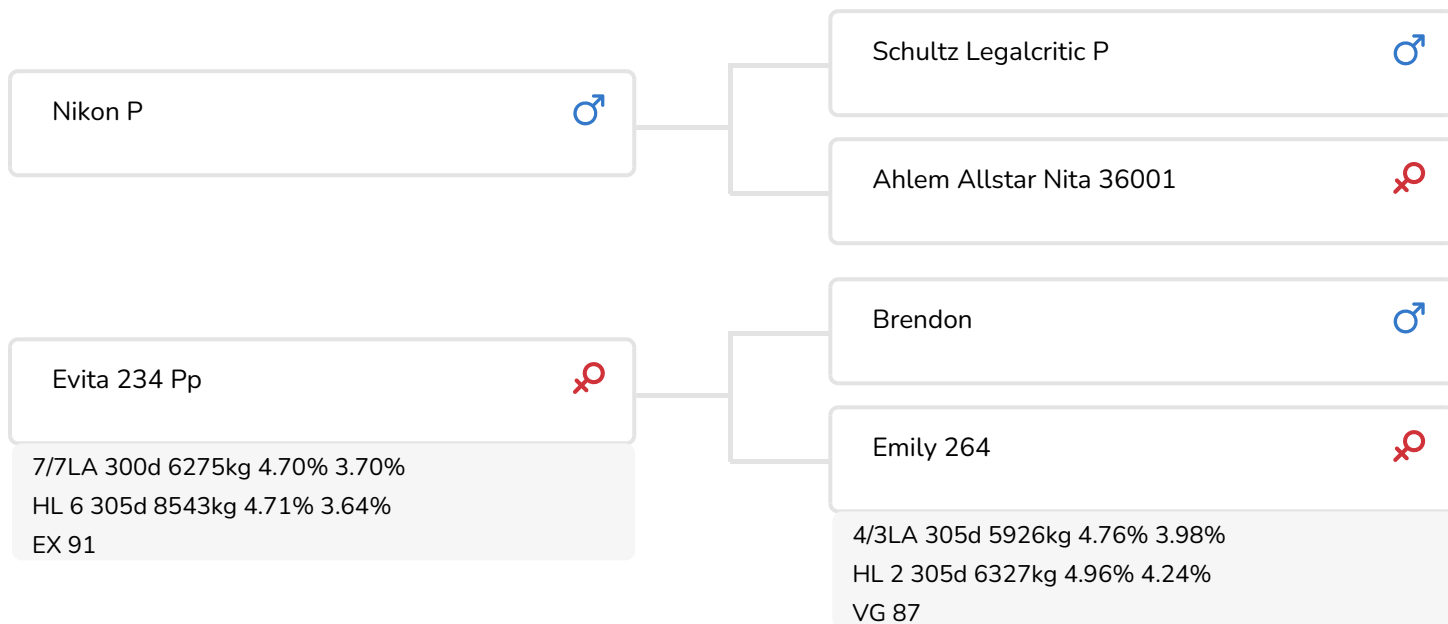 Nikon P
Schultz Legalcritic P
Ahlem Allstar Nita 36001
Evita 234 Pp
7/7LA 300d 6275kg 4.70% 3.70%
HL 6 305d 8543kg 4.71% 3.64%
EX 91
Brendon
Emily 264
4/3LA 305d 5926kg 4.76% 3.98%
HL 2 305d 6327kg 4.96% 4.24%
VG 87